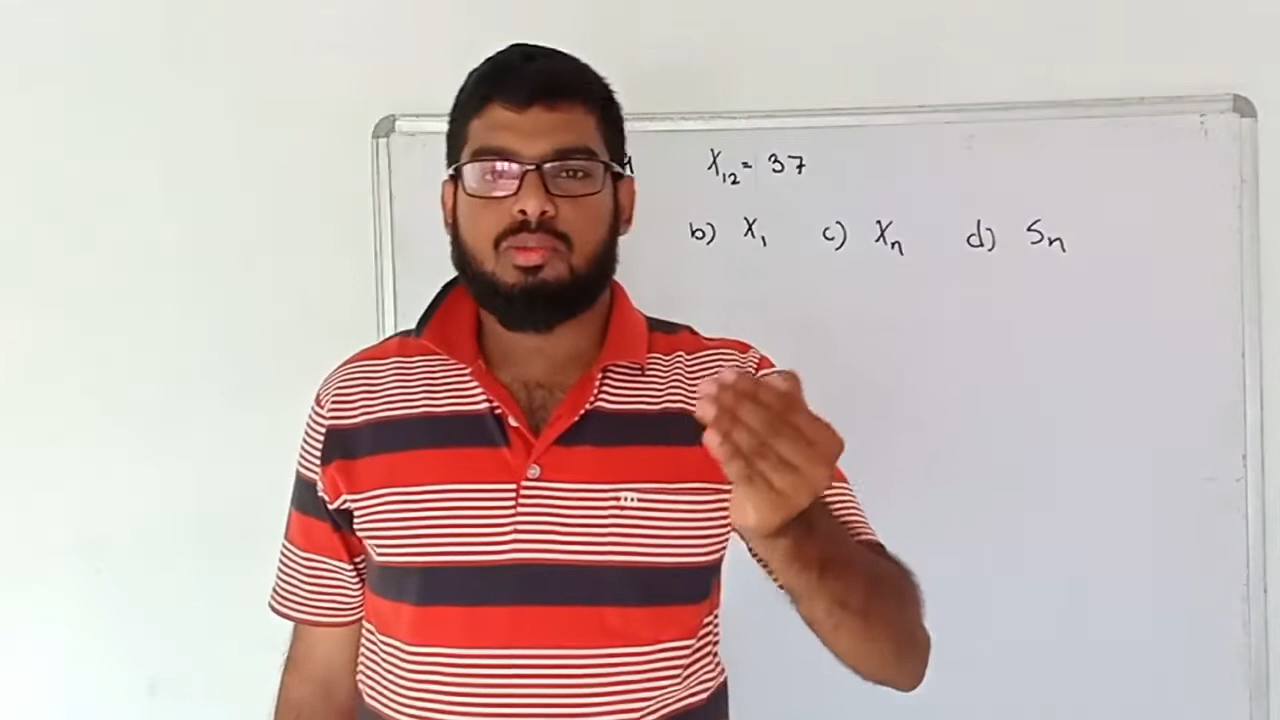 X₁₂ = 37
b) X₁ c) Xₙ d) Sₙ